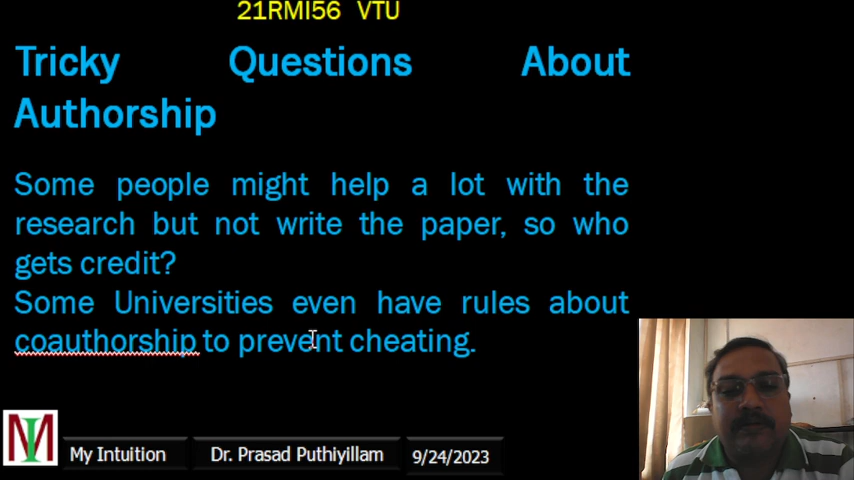 21RMI56 VTU
Tricky Questions About
Authorship
Some people might help a lot with the
research but not write the paper, so who
gets credit?
Some Universities even have rules about
coauthorship to prevent cheating.
MI
My Intuition
Dr. Prasad Puthiyillam
9/24/2023